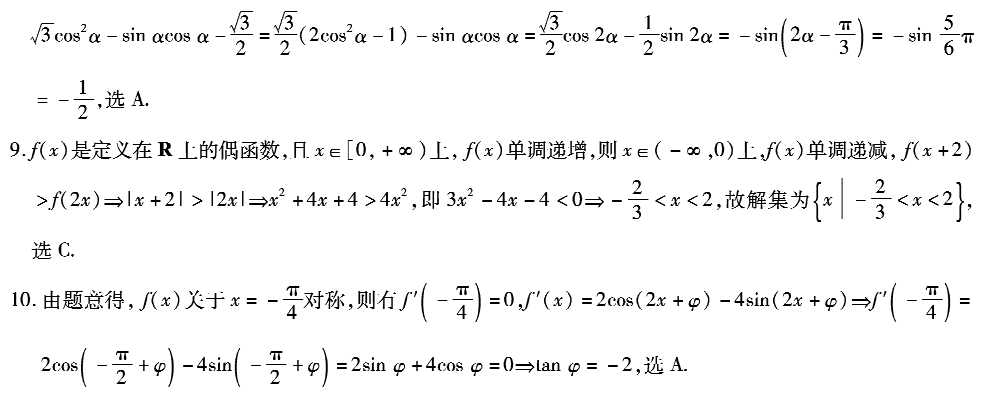 √3cos²α－sin αcos α－√3/2＝√3/2(2cos²α－1)－sin αcos α＝√3/2cos 2α－1/2sin 2α＝－sin(2α－π/3)＝－sin 5/6π
＝－1/2,选 A.
9.f(x)是定义在 R 上的偶函数,且 x∈[0,＋∞)上,f(x)单调递增,则 x∈(－∞,0)上,f(x)单调递减,f(x+2)
>f(2x)⇒|x+2|>|2x|⇒x²+4x+4>4x²,即 3x²－4x－4<0⇒－2/3<x<2,故解集为{x|－2/3<x<2},
选 C.
10.由题意得,f(x)关于 x＝－π/4对称,则有f′(－π/4)＝0,f′(x)＝2cos(2x+φ)－4sin(2x+φ)⇒f′(－π/4)＝
2cos(－π/2+φ)－4sin(－π/2+φ)＝2sin φ+4cos φ＝0⇒tan φ＝－2,选 A.